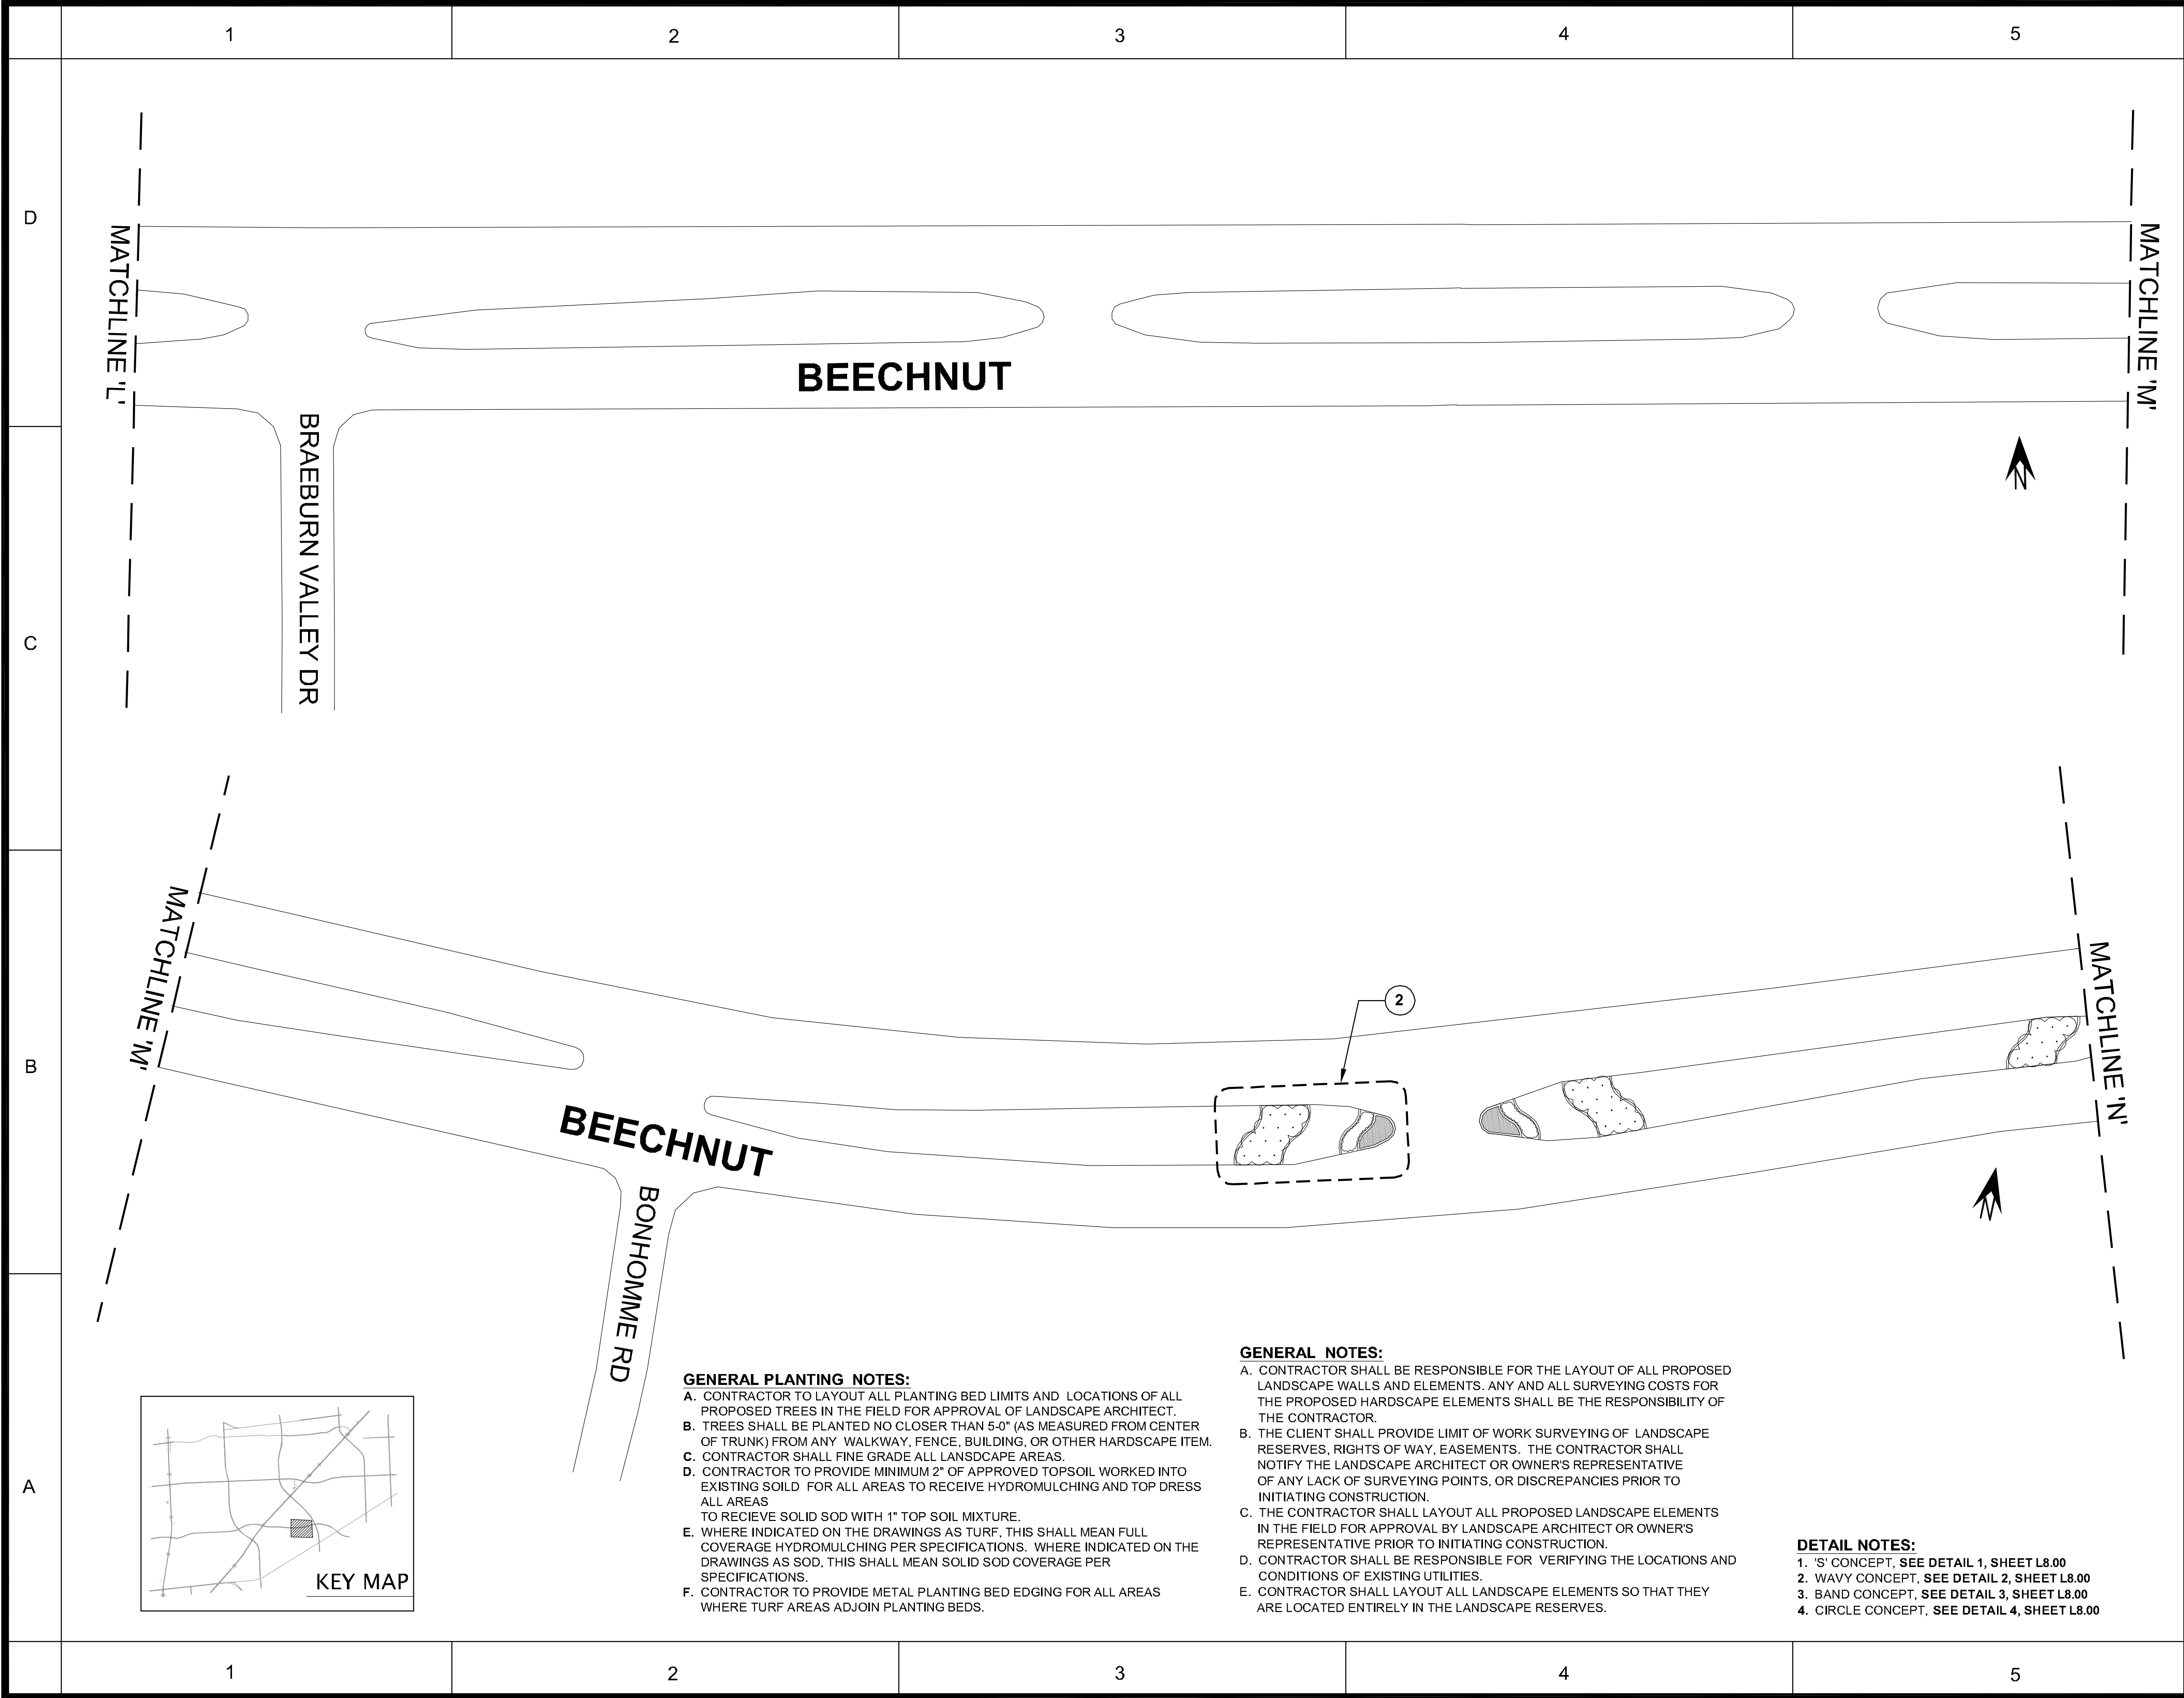 1 2 3 4 5
D
MATCHLINE 'L'
MATCHLINE 'M'
BEECHNUT
BRAEBURN VALLEY DR
N
C
MATCHLINE 'M'
MATCHLINE 'N'
2
B
BEECHNUT
BONHOMME RD
N
A
KEY MAP
GENERAL PLANTING NOTES:
A. CONTRACTOR TO LAYOUT ALL PLANTING BED LIMITS AND LOCATIONS OF ALL
PROPOSED TREES IN THE FIELD FOR APPROVAL OF LANDSCAPE ARCHITECT.
B. TREES SHALL BE PLANTED NO CLOSER THAN 5-0" (AS MEASURED FROM CENTER
OF TRUNK) FROM ANY WALKWAY, FENCE, BUILDING, OR OTHER HARDSCAPE ITEM.
C. CONTRACTOR SHALL FINE GRADE ALL LANSDCAPE AREAS.
D. CONTRACTOR TO PROVIDE MINIMUM 2" OF APPROVED TOPSOIL WORKED INTO
EXISTING SOILD FOR ALL AREAS TO RECEIVE HYDROMULCHING AND TOP DRESS
ALL AREAS
TO RECIEVE SOLID SOD WITH 1" TOP SOIL MIXTURE.
E. WHERE INDICATED ON THE DRAWINGS AS TURF, THIS SHALL MEAN FULL
COVERAGE HYDROMULCHING PER SPECIFICATIONS. WHERE INDICATED ON THE
DRAWINGS AS SOD, THIS SHALL MEAN SOLID SOD COVERAGE PER
SPECIFICATIONS.
F. CONTRACTOR TO PROVIDE METAL PLANTING BED EDGING FOR ALL AREAS
WHERE TURF AREAS ADJOIN PLANTING BEDS.
GENERAL NOTES:
A. CONTRACTOR SHALL BE RESPONSIBLE FOR THE LAYOUT OF ALL PROPOSED
LANDSCAPE WALLS AND ELEMENTS. ANY AND ALL SURVEYING COSTS FOR
THE PROPOSED HARDSCAPE ELEMENTS SHALL BE THE RESPONSIBILITY OF
THE CONTRACTOR.
B. THE CLIENT SHALL PROVIDE LIMIT OF WORK SURVEYING OF LANDSCAPE
RESERVES, RIGHTS OF WAY, EASEMENTS. THE CONTRACTOR SHALL
NOTIFY THE LANDSCAPE ARCHITECT OR OWNER'S REPRESENTATIVE
OF ANY LACK OF SURVEYING POINTS, OR DISCREPANCIES PRIOR TO
INITIATING CONSTRUCTION.
C. THE CONTRACTOR SHALL LAYOUT ALL PROPOSED LANDSCAPE ELEMENTS
IN THE FIELD FOR APPROVAL BY LANDSCAPE ARCHITECT OR OWNER'S
REPRESENTATIVE PRIOR TO INITIATING CONSTRUCTION.
D. CONTRACTOR SHALL BE RESPONSIBLE FOR VERIFYING THE LOCATIONS AND
CONDITIONS OF EXISTING UTILITIES.
E. CONTRACTOR SHALL LAYOUT ALL LANDSCAPE ELEMENTS SO THAT THEY
ARE LOCATED ENTIRELY IN THE LANDSCAPE RESERVES.
DETAIL NOTES:
1. 'S' CONCEPT, SEE DETAIL 1, SHEET L8.00
2. WAVY CONCEPT, SEE DETAIL 2, SHEET L8.00
3. BAND CONCEPT, SEE DETAIL 3, SHEET L8.00
4. CIRCLE CONCEPT, SEE DETAIL 4, SHEET L8.00
1 2 3 4 5